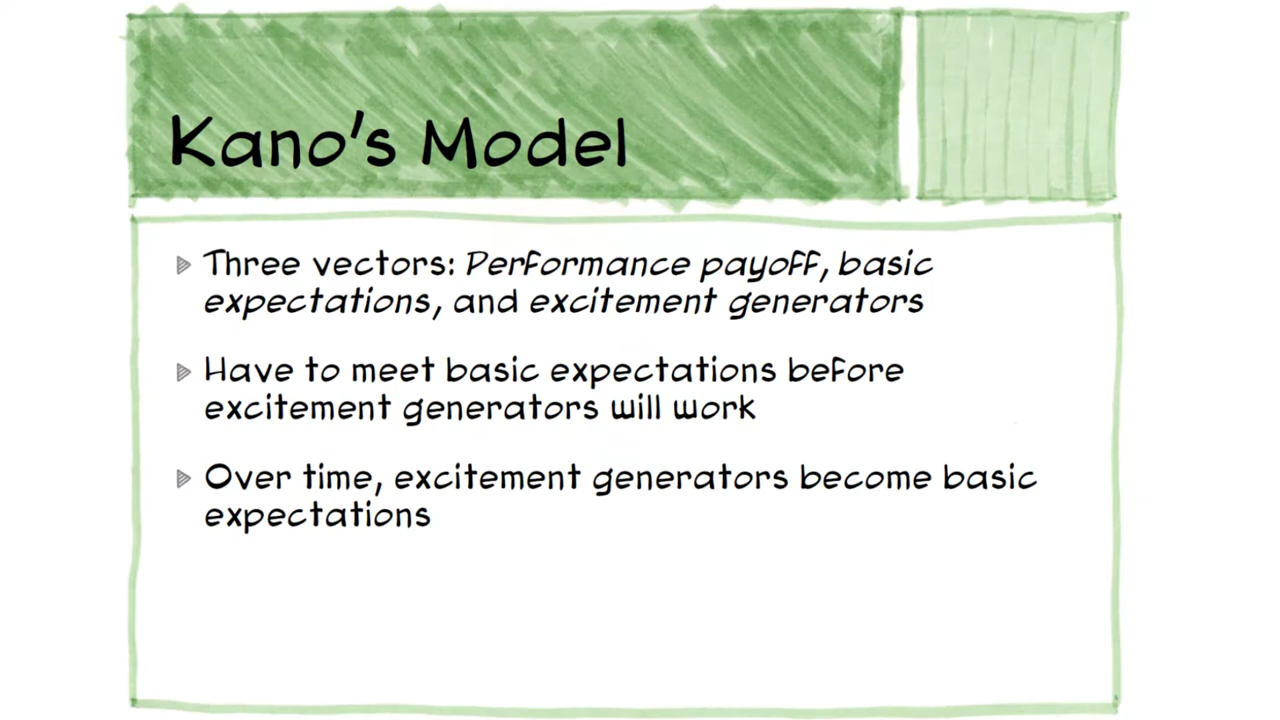 Kano's Model
Three vectors: Performance payoff, basic
expectations, and excitement generators
Have to meet basic expectations before
excitement generators will work
Over time, excitement generators become basic
expectations